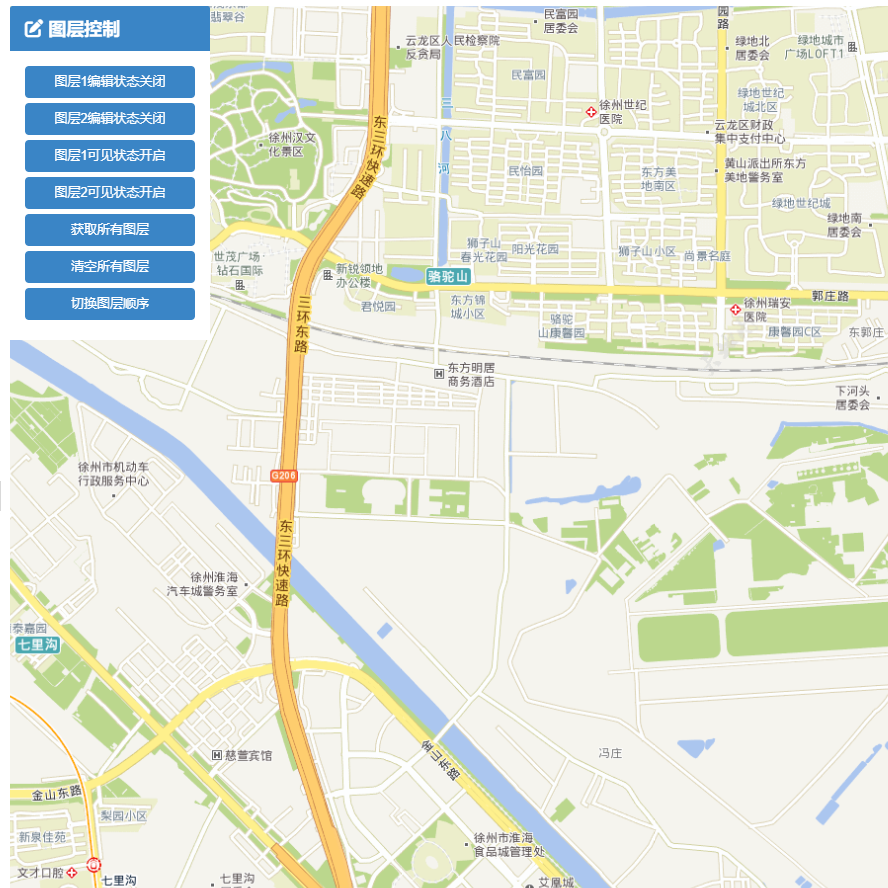 图层控制
图层1编辑状态关闭
图层2编辑状态关闭
图层1可见状态开启
图层2可见状态开启
获取所有图层
清空所有图层
切换图层顺序
翡翠谷
云龙区人民检察院
反贪局
民富园
居委会
园
路
绿地北
居委会
绿地城市
广场LOFT1
民富园
绿地世纪
城北区
三
八
河
徐州世纪
医院
云龙区财政
集中支付中心
东三环快速路
徐州汉文
化景区
民怡园
东方美
地南区
黄山派出所东方
美地警务室
绿地世纪城
绿地南
居委会
世茂广场
钻石国际
新锐领地
办公楼
狮子山
春光花园
阳光花园
狮子山小区
尚景名庭
骆驼山
君悦园
东方锦
城小区
三环东路
骆驼
山康馨园
徐州瑞安
医院
郭庄路
康馨园C区
东郭庄
东方明居
商务酒店
下河头
居委会
徐州市机动车
行政服务中心
G206
东三环快速路
徐州淮海
汽车城警务室
泰嘉园
七里沟
金山东路
慈萱宾馆
冯庄
金山东路
梨园小区
新泉佳苑
文才口腔
七里沟
七里沟
徐州市淮海
食品城管理处
艾凰城